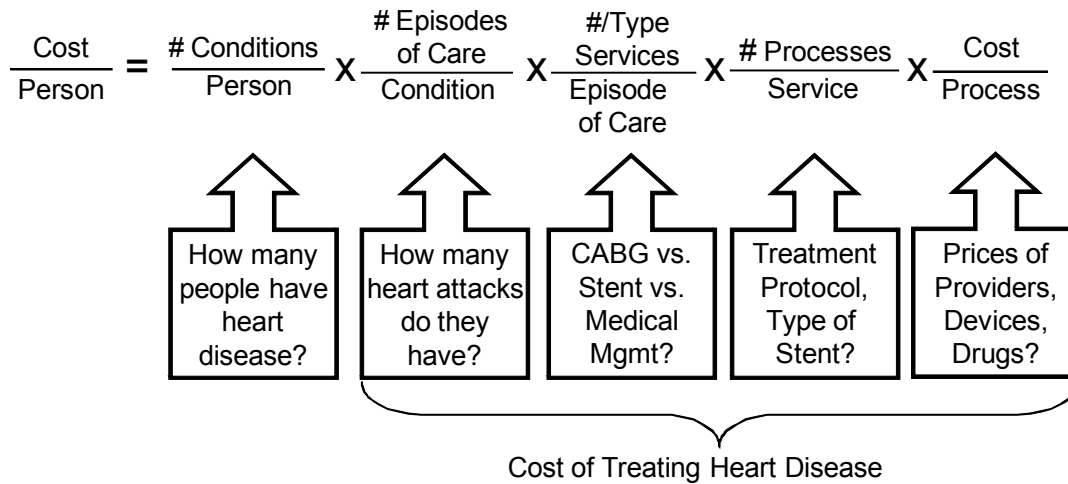 Cost
Person
=
# Conditions
Person
x
# Episodes
of Care
Condition
x
#/Type
Services
Episode
of Care
x
# Processes
Service
x
Cost
Process
How many
people have
heart
disease?
How many
heart attacks
do they
have?
CABG vs.
Stent vs.
Medical
Mgmt?
Treatment
Protocol,
Type of
Stent?
Prices of
Providers,
Devices,
Drugs?
Cost of Treating Heart Disease